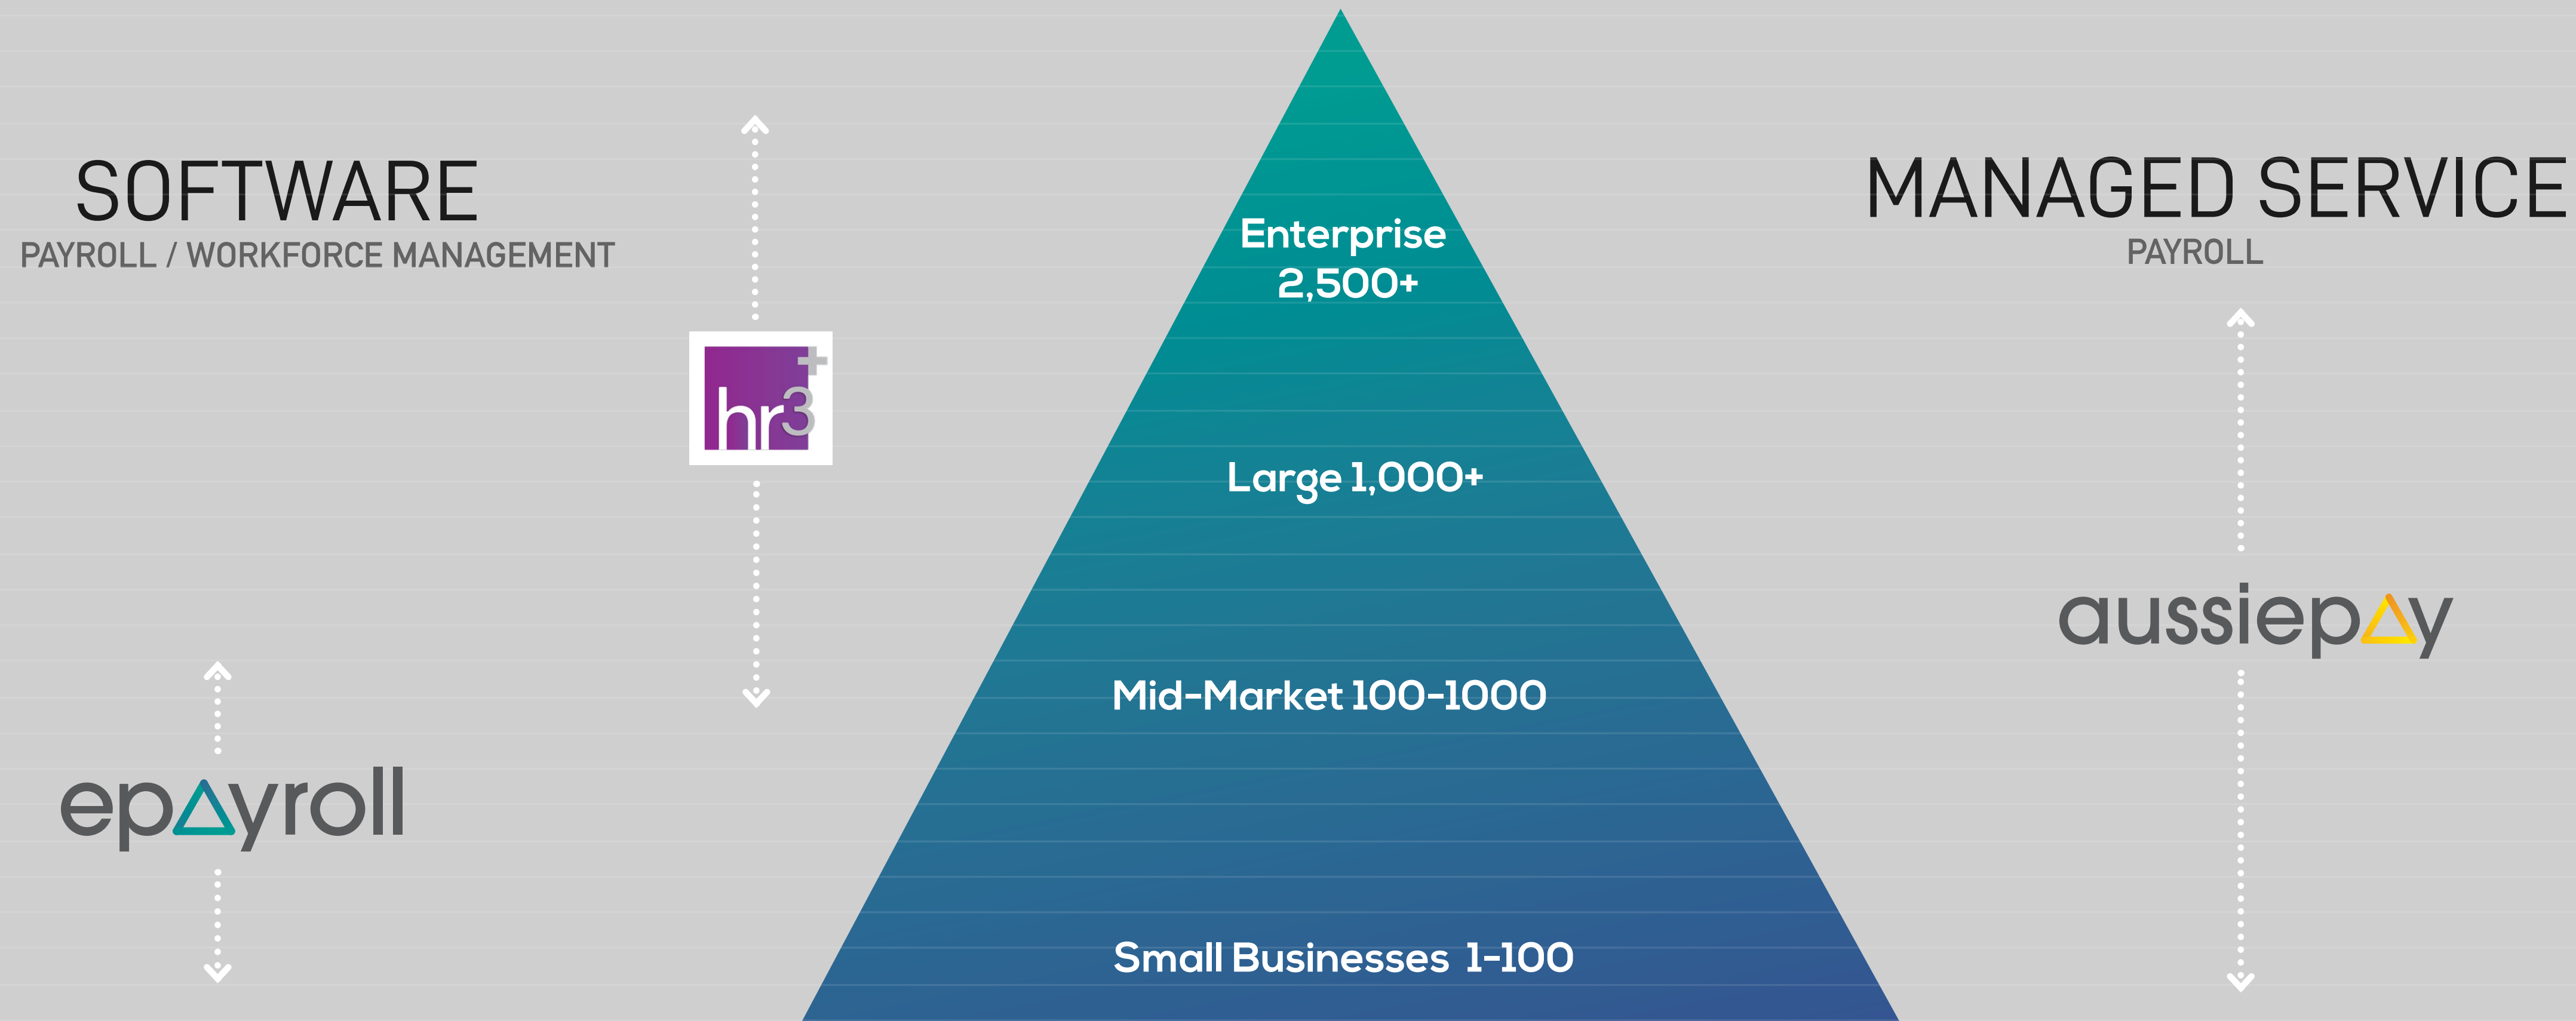 SOFTWARE
PAYROLL / WORKFORCE MANAGEMENT
hr3+
epayroll
Enterprise
2,500+
Large 1,000+
Mid-Market 100-1000
Small Businesses 1-100
MANAGED SERVICE
PAYROLL
aussiepay